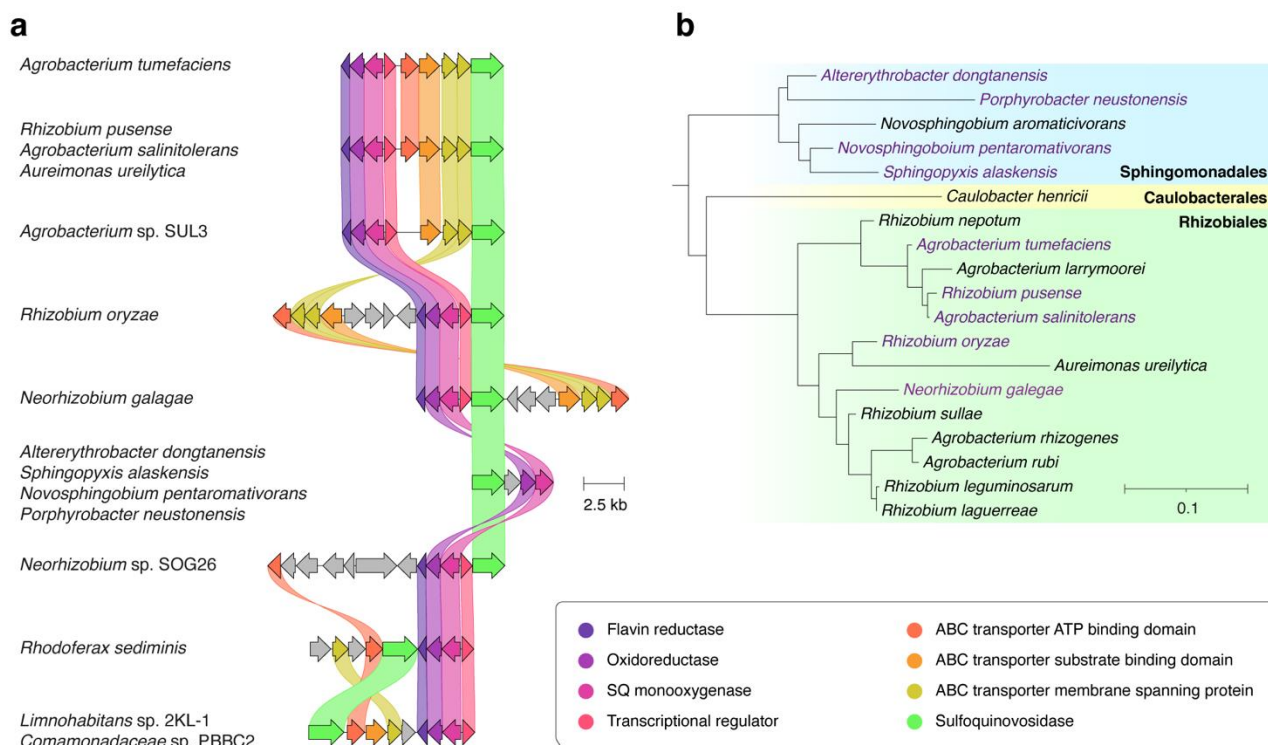 a
Agrobacterium tumefaciens
Rhizobium pusense
Agrobacterium salinitolerans
Aureimonas ureilytica
Agrobacterium sp. SUL3
Rhizobium oryzae
Neorhizobium galagae
Altererythrobacter dongtanensis
Sphingopyxis alaskensis
Novosphingobium pentaromativorans
Porphyrobacter neustonensis
2.5 kb
Neorhizobium sp. SOG26
Rhodoferax sediminis
Limnohabitans sp. 2KL-1
Comamonadaceae sp. PBBC2
b
Altererythrobacter dongtanensis
Porphyrobacter neustonensis
Novosphingobium aromaticivorans
Novosphingoboium pentaromativorans
Sphingopyxis alaskensis
Sphingomonadales
Caulobacter henricii
Caulobacterales
Rhizobium nepotum
Rhizobiales
Agrobacterium tumefaciens
Agrobacterium larrymoorei
Rhizobium pusense
Agrobacterium salinitolerans
Rhizobium oryzae
Aureimonas ureilytica
Neorhizobium galegae
Rhizobium sullae
Agrobacterium rhizogenes
Agrobacterium rubi
Rhizobium leguminosarum
Rhizobium laguerreae
0.1
Flavin reductase
Oxidoreductase
SQ monooxygenase
Transcriptional regulator
ABC transporter ATP binding domain
ABC transporter substrate binding domain
ABC transporter membrane spanning protein
Sulfoquinovosidase